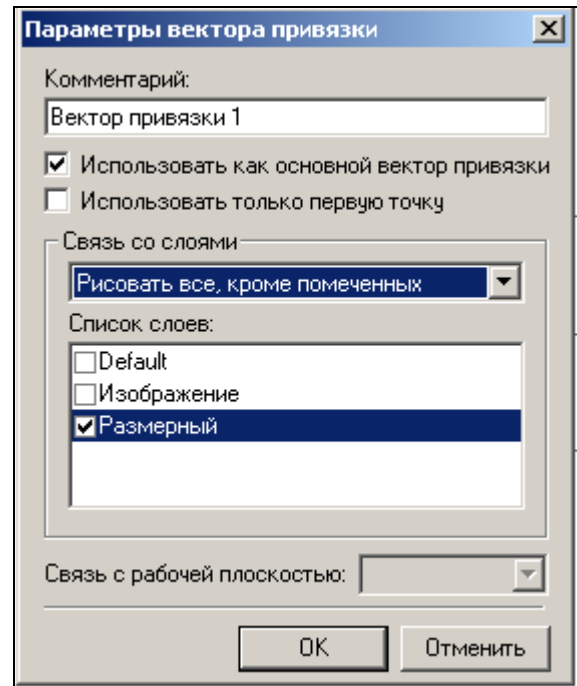 Параметры вектора привязки
Комментарий:
Вектор привязки 1
Использовать как основной вектор привязки
Использовать только первую точку
Связь со слоями
Рисовать все, кроме помеченных
Список слоев:
Default
Изображение
Размерный
Связь с рабочей плоскостью:
OK
Отменить